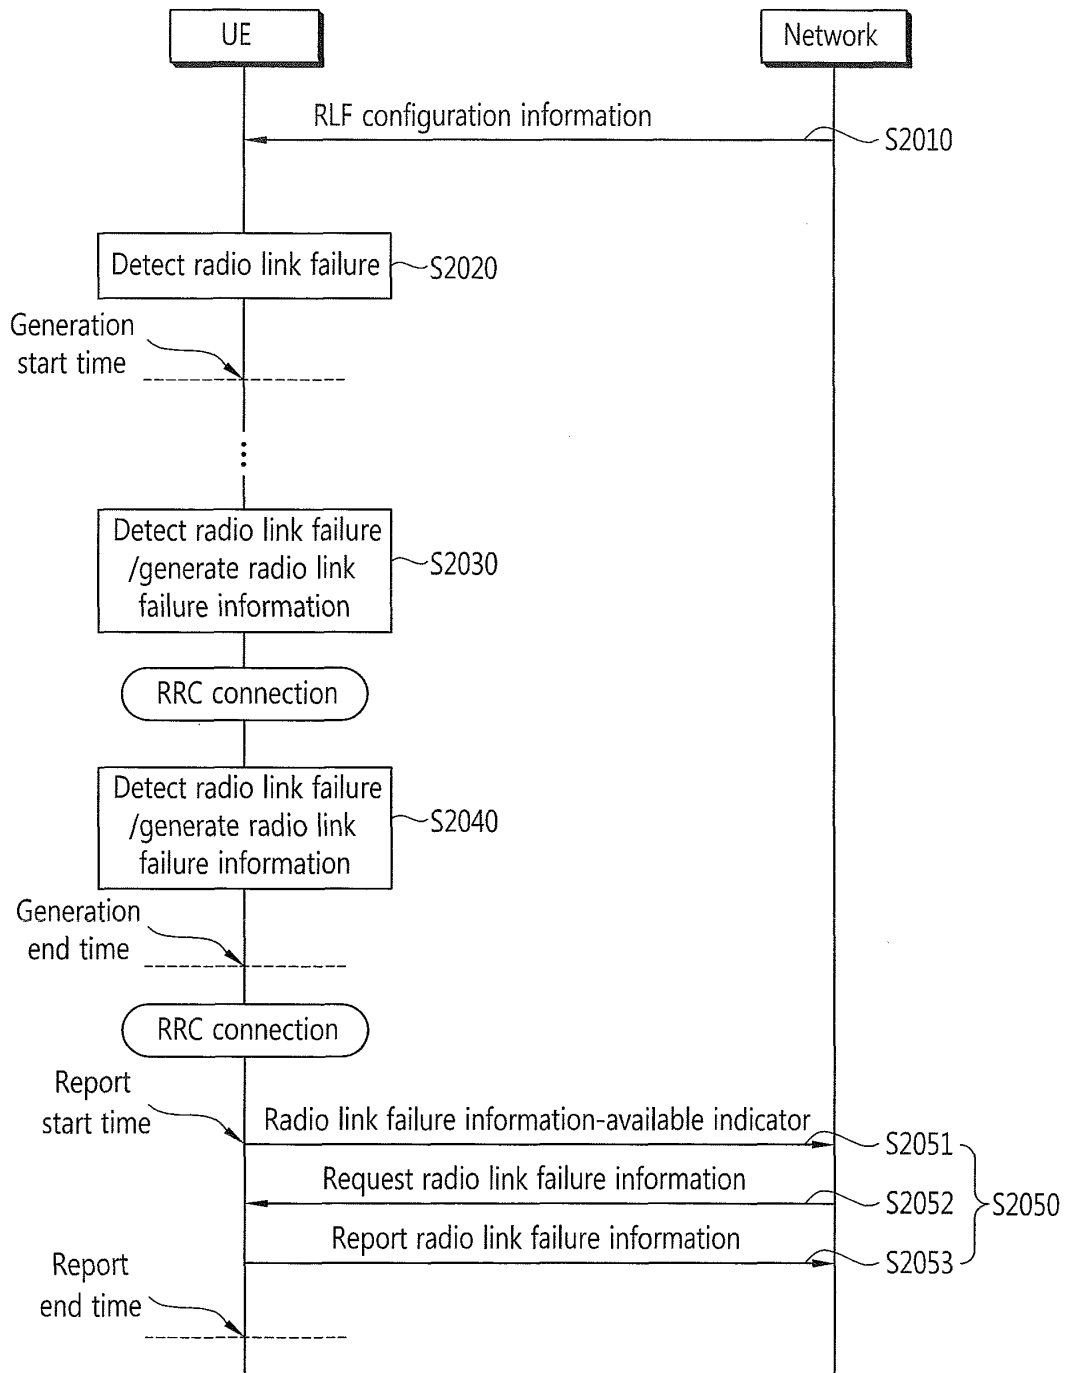 UE
Network
RLF configuration information
S2010
Detect radio link failure
S2020
Generation
start time
Detect radio link failure
/generate radio link
failure information
S2030
RRC connection
Detect radio link failure
/generate radio link
failure information
S2040
Generation
end time
RRC connection
Report
start time
Radio link failure information-available indicator
S2051
Request radio link failure information
S2052
S2050
Report radio link failure information
S2053
Report
end time